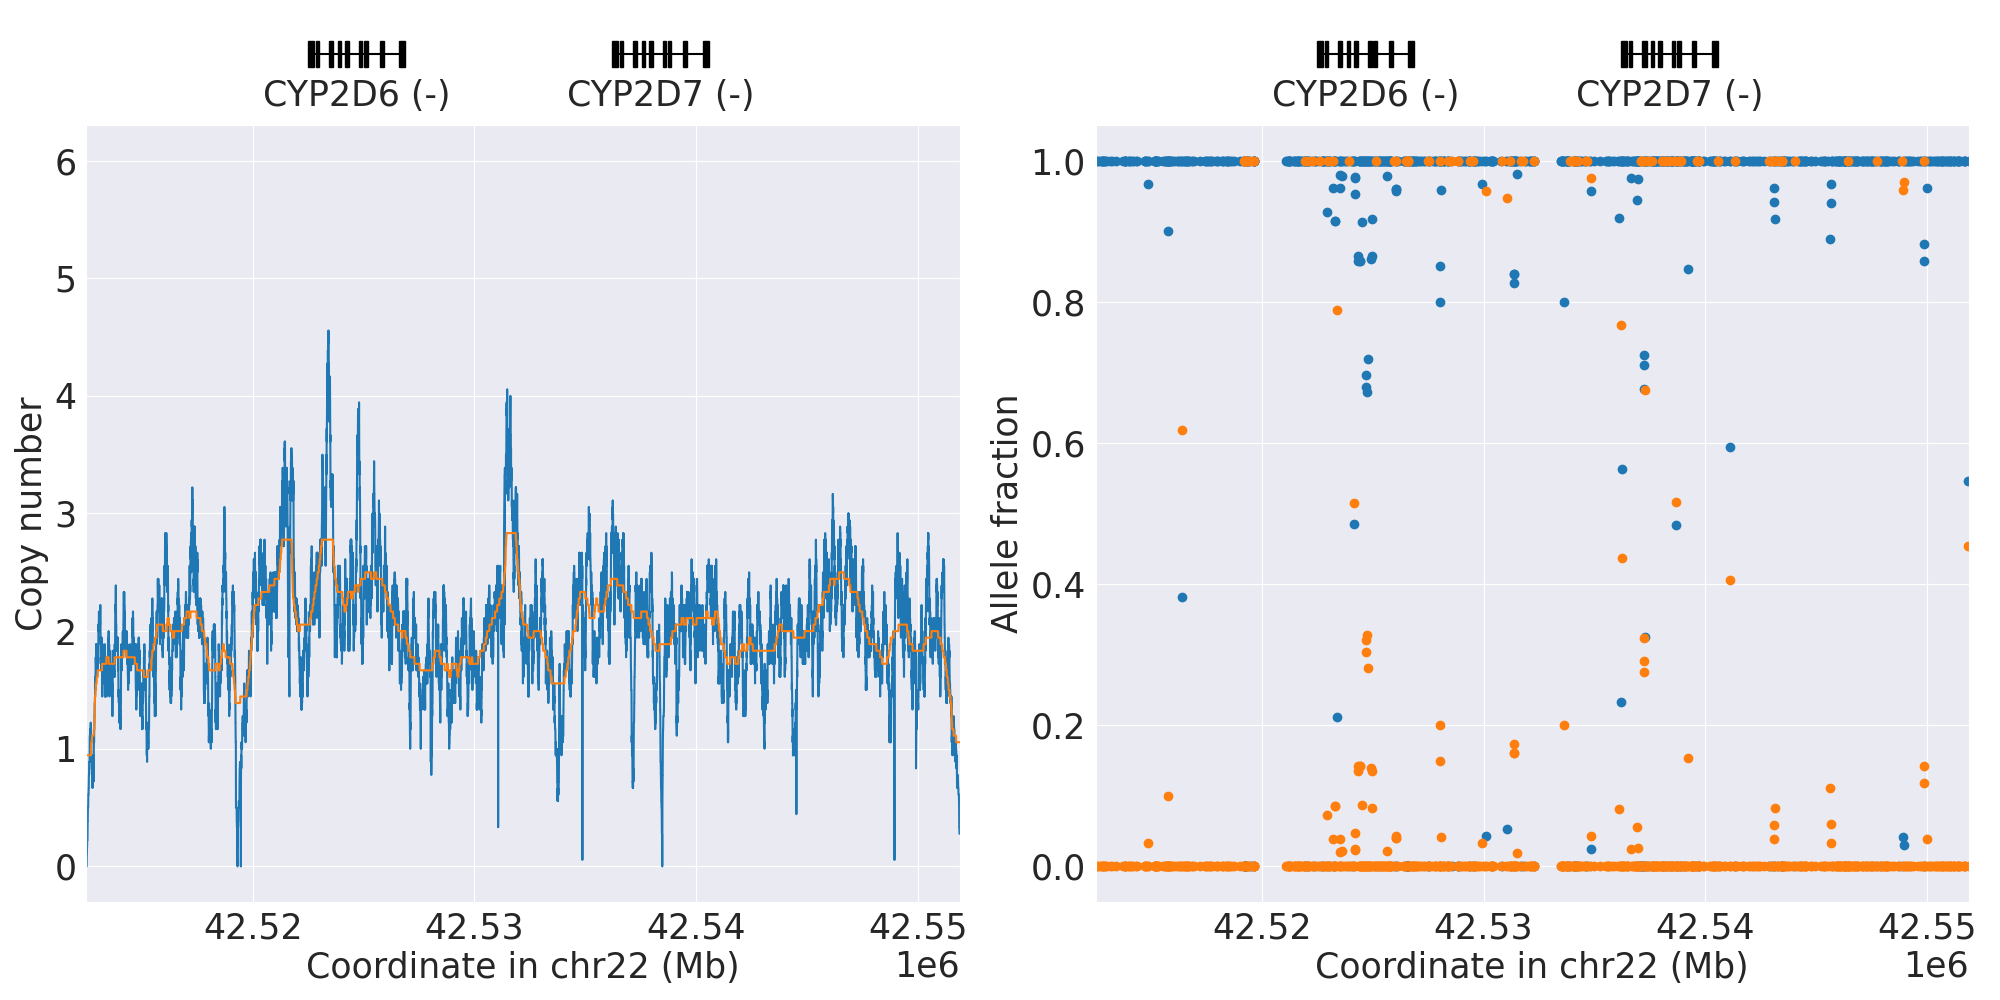 CYP2D6 (-) CYP2D7 (-)
6
5
4
3
2
1
0
Copy number
42.52 42.53 42.54 42.55
Coordinate in chr22 (Mb) 1e6
CYP2D6 (-) CYP2D7 (-)
1.0
0.8
0.6
0.4
0.2
0.0
Allele fraction
42.52 42.53 42.54 42.55
Coordinate in chr22 (Mb) 1e6